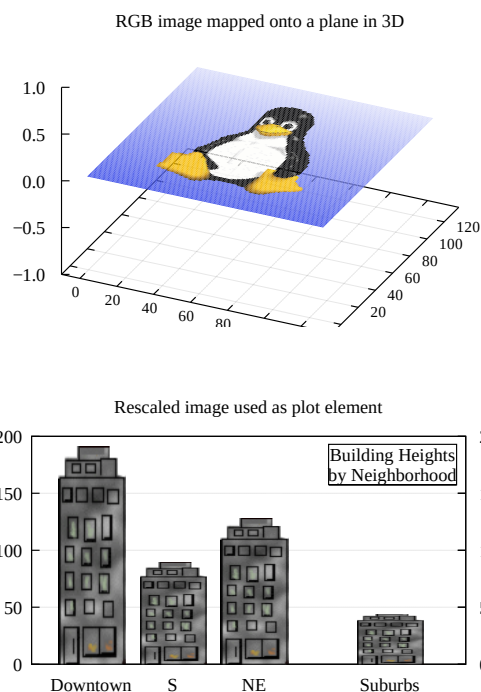 RGB image mapped onto a plane in 3D
1.0
0.5
0.0
−0.5
−1.0
0
20
40
60
80
20
40
60
80
100
120
Rescaled image used as plot element
200
150
100
50
0
Building Heights
by Neighborhood
Downtown
S
NE
Suburbs